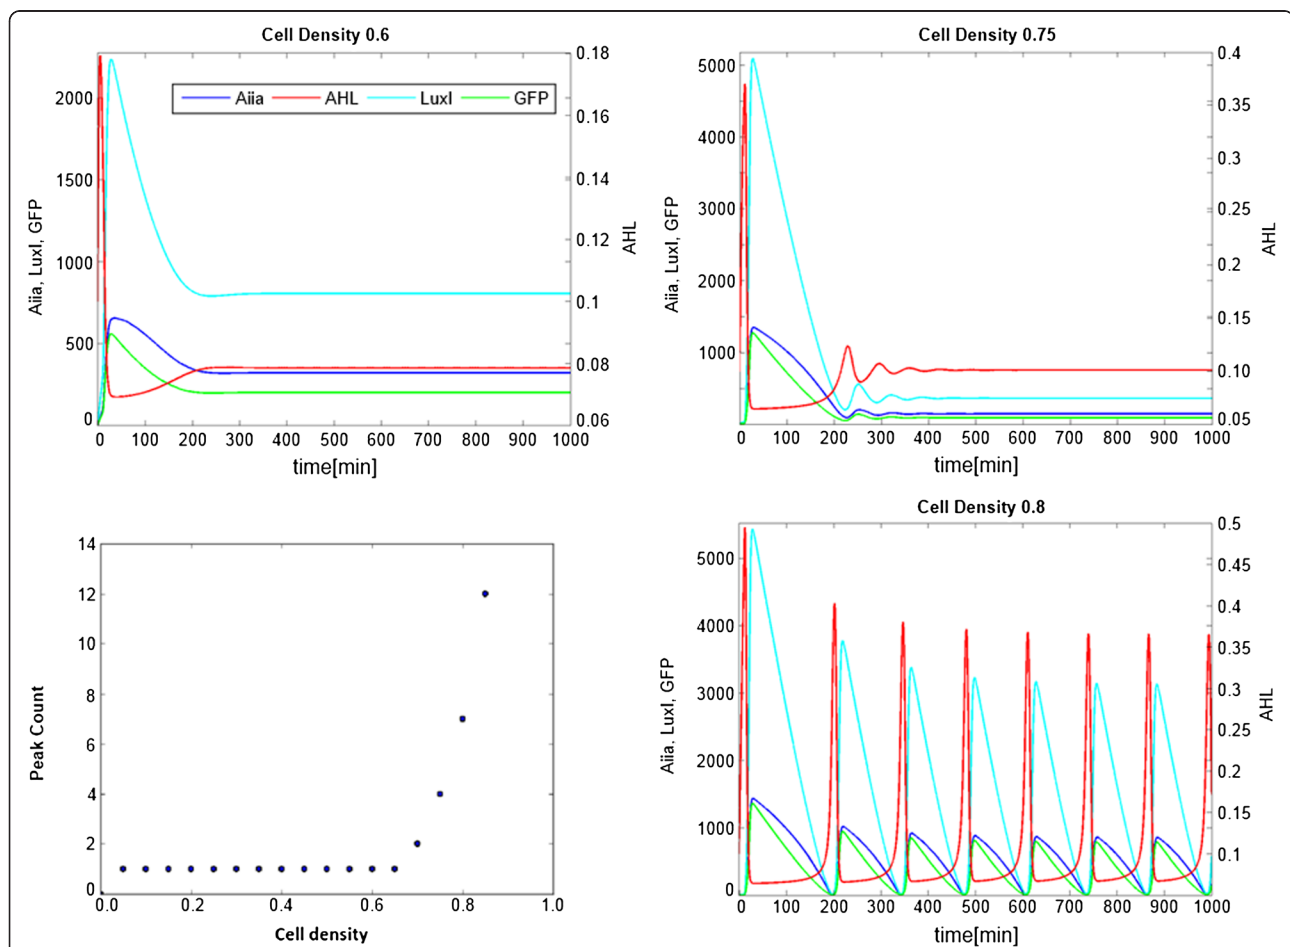 Cell Density 0.6
Aiia AHL LuxI GFP
Aiia, LuxI, GFP
2000
1500
1000
500
0
0.18
0.16
0.14
0.12
0.1
0.08
0.06
AHL
0 100 200 300 400 500 600 700 800 900 1000
time[min]
Cell Density 0.75
Aiia, LuxI, GFP
5000
4000
3000
2000
1000
0.4
0.35
0.3
0.25
0.2
0.15
0.10
0.05
AHL
0 100 200 300 400 500 600 700 800 900 1000
time[min]
Peak Count
14
12
10
8
6
4
2
0
0.0 0.2 0.4 0.6 0.8 1.0
Cell density
Cell Density 0.8
Aiia, LuxI, GFP
5000
4000
3000
2000
1000
0
0.5
0.45
0.4
0.35
0.3
0.25
0.2
0.15
0.1
AHL
0 100 200 300 400 500 600 700 800 900 1000
time[min]